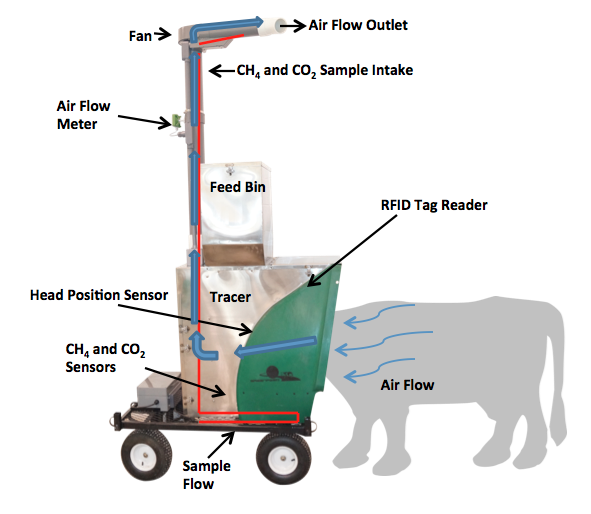 Fan
Air Flow Outlet
CH₄ and CO₂ Sample Intake
Air Flow
Meter
Feed Bin
RFID Tag Reader
Head Position Sensor
Tracer
CH₄ and CO₂
Sensors
Air Flow
Sample
Flow